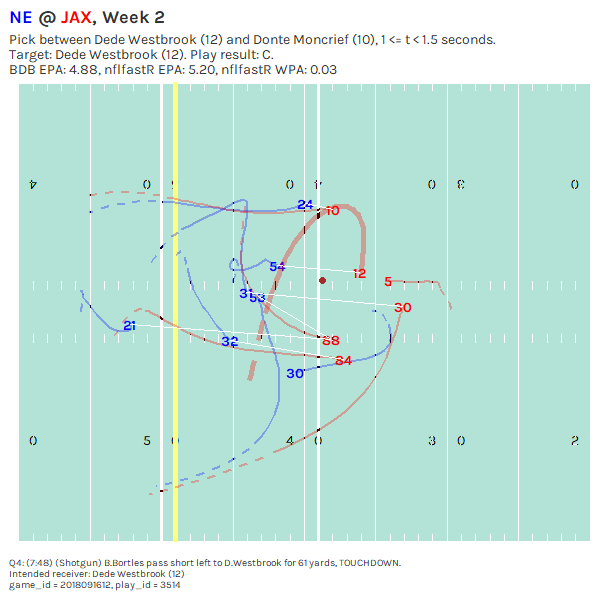 NE @ JAX, Week 2
Pick between Dede Westbrook (12) and Donte Moncrief (10), 1 <= t < 1.5 seconds.
Target: Dede Westbrook (12). Play result: C.
BDB EPA: 4.88, nflfastR EPA: 5.20, nflfastR WPA: 0.03
4 0 5 0 4 0 3 0
24
10
54
12
5
31
53
30
21
32
88
84
30
0 5 0 4 0 3 0 2
Q4: (7:48) (Shotgun) B.Bortles pass short left to D.Westbrook for 61 yards, TOUCHDOWN.
Intended receiver: Dede Westbrook (12)
game_id = 2018091612, play_id = 3514